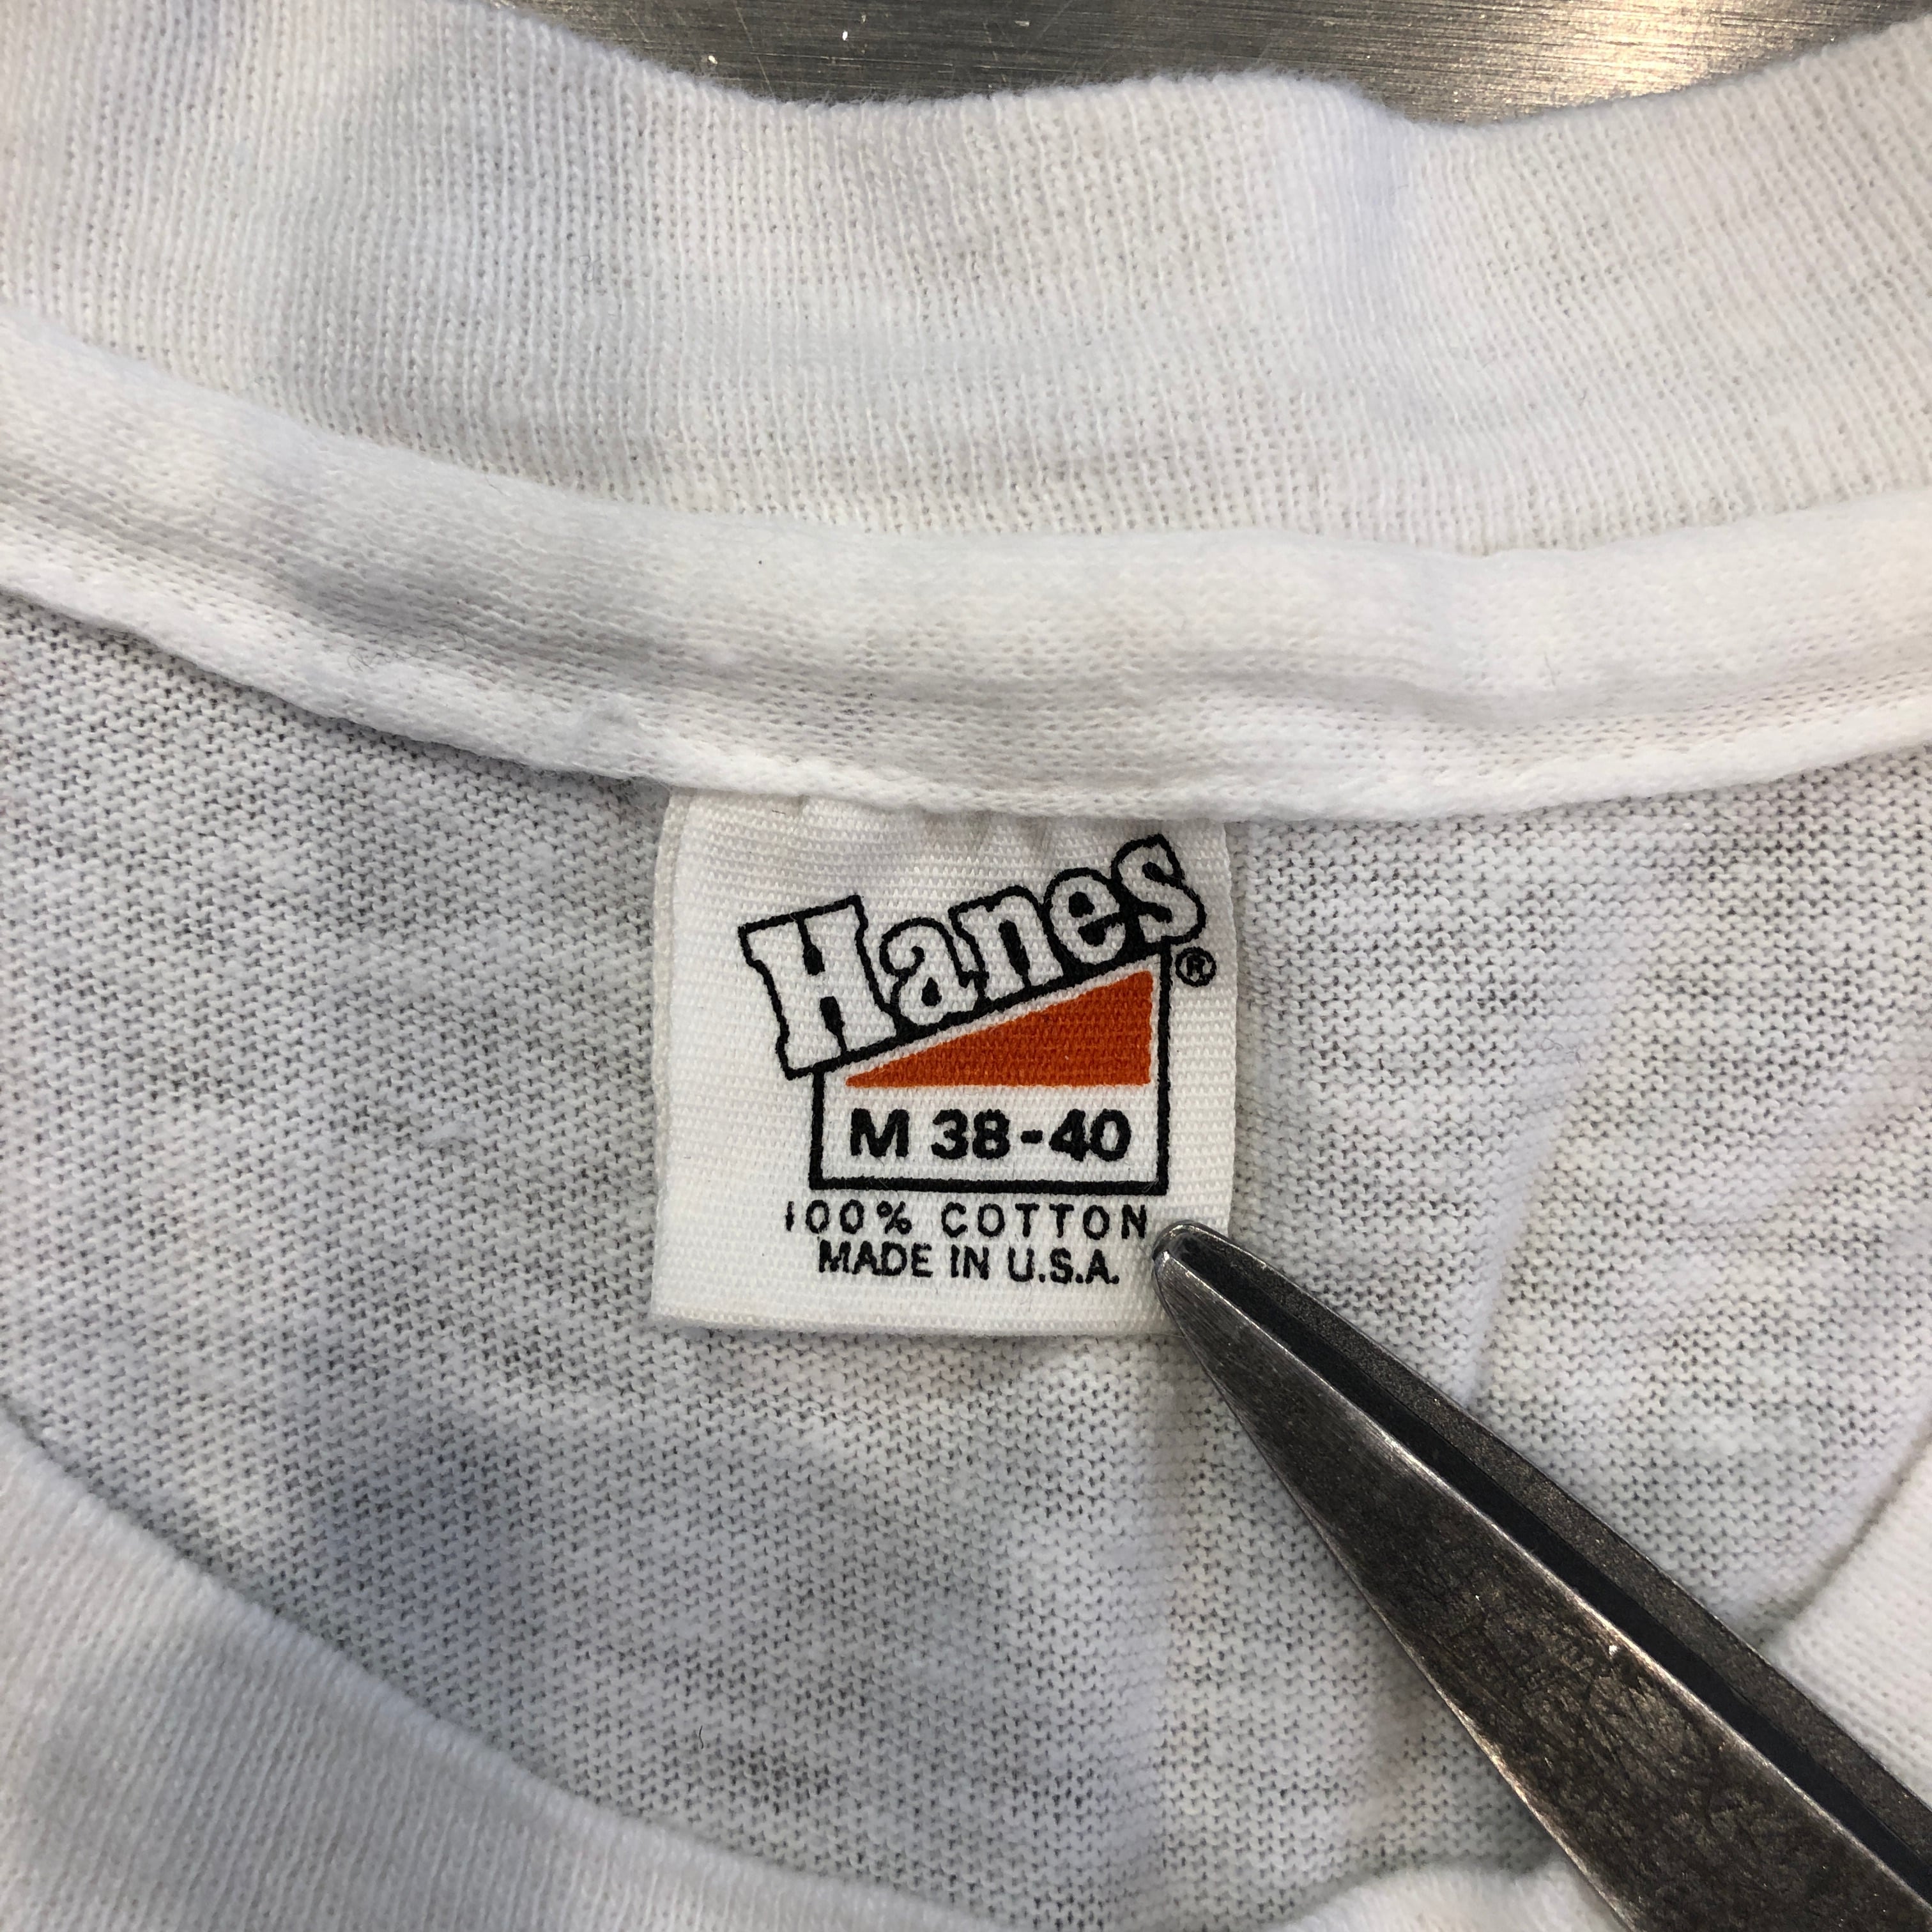 Hanes®
M 38-40
100% COTTON
MADE IN U.S.A.